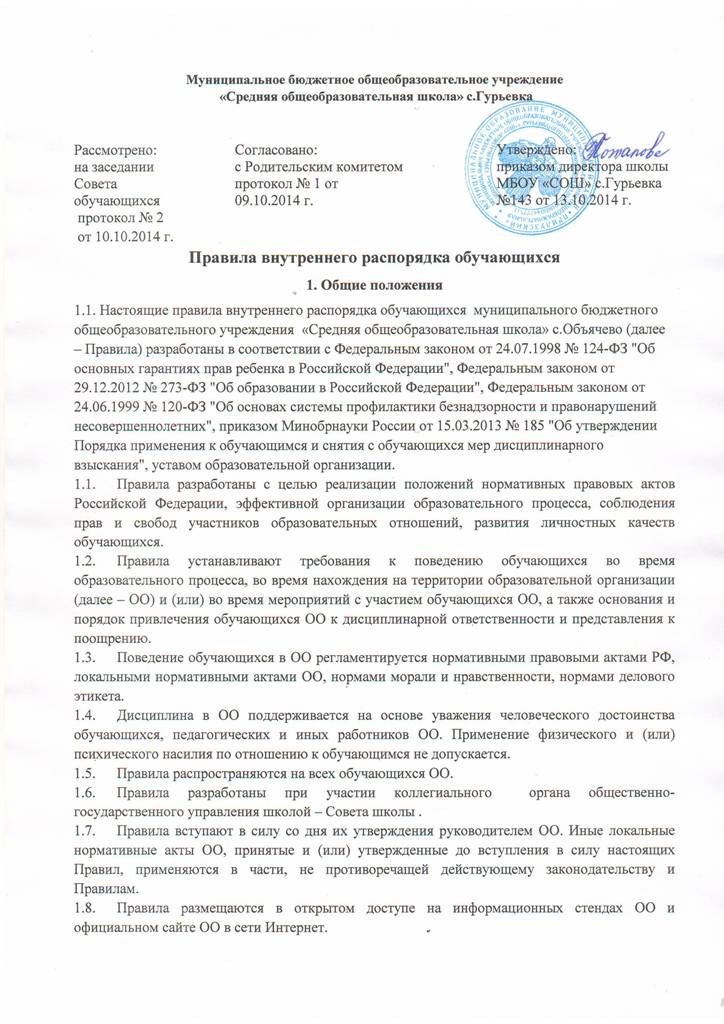 Муниципальное бюджетное общеобразовательное учреждение
«Средняя общеобразовательная школа» с.Гурьевка
Рассмотрено:
на заседании
Совета
обучающихся
протокол № 2
от 10.10.2014 г.
Согласовано:
с Родительским комитетом
протокол № 1 от
09.10.2014 г.
Утверждено:
приказом директора школы
МБОУ «СОШ» с.Гурьевка
№143 от 13.10.2014 г.
Правила внутреннего распорядка обучающихся
1. Общие положения
1.1. Настоящие правила внутреннего распорядка обучающихся муниципального бюджетного
общеобразовательного учреждения «Средняя общеобразовательная школа» с.Объячево (далее
– Правила) разработаны в соответствии с Федеральным законом от 24.07.1998 № 124-ФЗ "Об
основных гарантиях прав ребенка в Российской Федерации", Федеральным законом от
29.12.2012 № 273-ФЗ "Об образовании в Российской Федерации", Федеральным законом от
24.06.1999 № 120-ФЗ "Об основах системы профилактики безнадзорности и правонарушений
несовершеннолетних", приказом Минобрнауки России от 15.03.2013 № 185 "Об утверждении
Порядка применения к обучающимся и снятия с обучающихся мер дисциплинарного
взыскания", уставом образовательной организации.
1.1. Правила разработаны с целью реализации положений нормативных правовых актов
Российской Федерации, эффективной организации образовательного процесса, соблюдения
прав и свобод участников образовательных отношений, развития личностных качеств
обучающихся.
1.2. Правила устанавливают требования к поведению обучающихся во время
образовательного процесса, во время нахождения на территории образовательной организации
(далее – ОО) и (или) во время мероприятий с участием обучающихся ОО, а также основания и
порядок привлечения обучающихся ОО к дисциплинарной ответственности и представления к
поощрению.
1.3. Поведение обучающихся в ОО регламентируется нормативными правовыми актами РФ,
локальными нормативными актами ОО, нормами морали и нравственности, нормами делового
этикета.
1.4. Дисциплина в ОО поддерживается на основе уважения человеческого достоинства
обучающихся, педагогических и иных работников ОО. Применение физического и (или)
психического насилия по отношению к обучающимся не допускается.
1.5. Правила распространяются на всех обучающихся ОО.
1.6. Правила разработаны при участии коллегиального органа общественно-
государственного управления школой – Совета школы .
1.7. Правила вступают в силу со дня их утверждения руководителем ОО. Иные локальные
нормативные акты ОО, принятые и (или) утвержденные до вступления в силу настоящих
Правил, применяются в части, не противоречащей действующему законодательству и
Правилам.
1.8. Правила размещаются в открытом доступе на информационных стендах ОО и
официальном сайте ОО в сети Интернет.